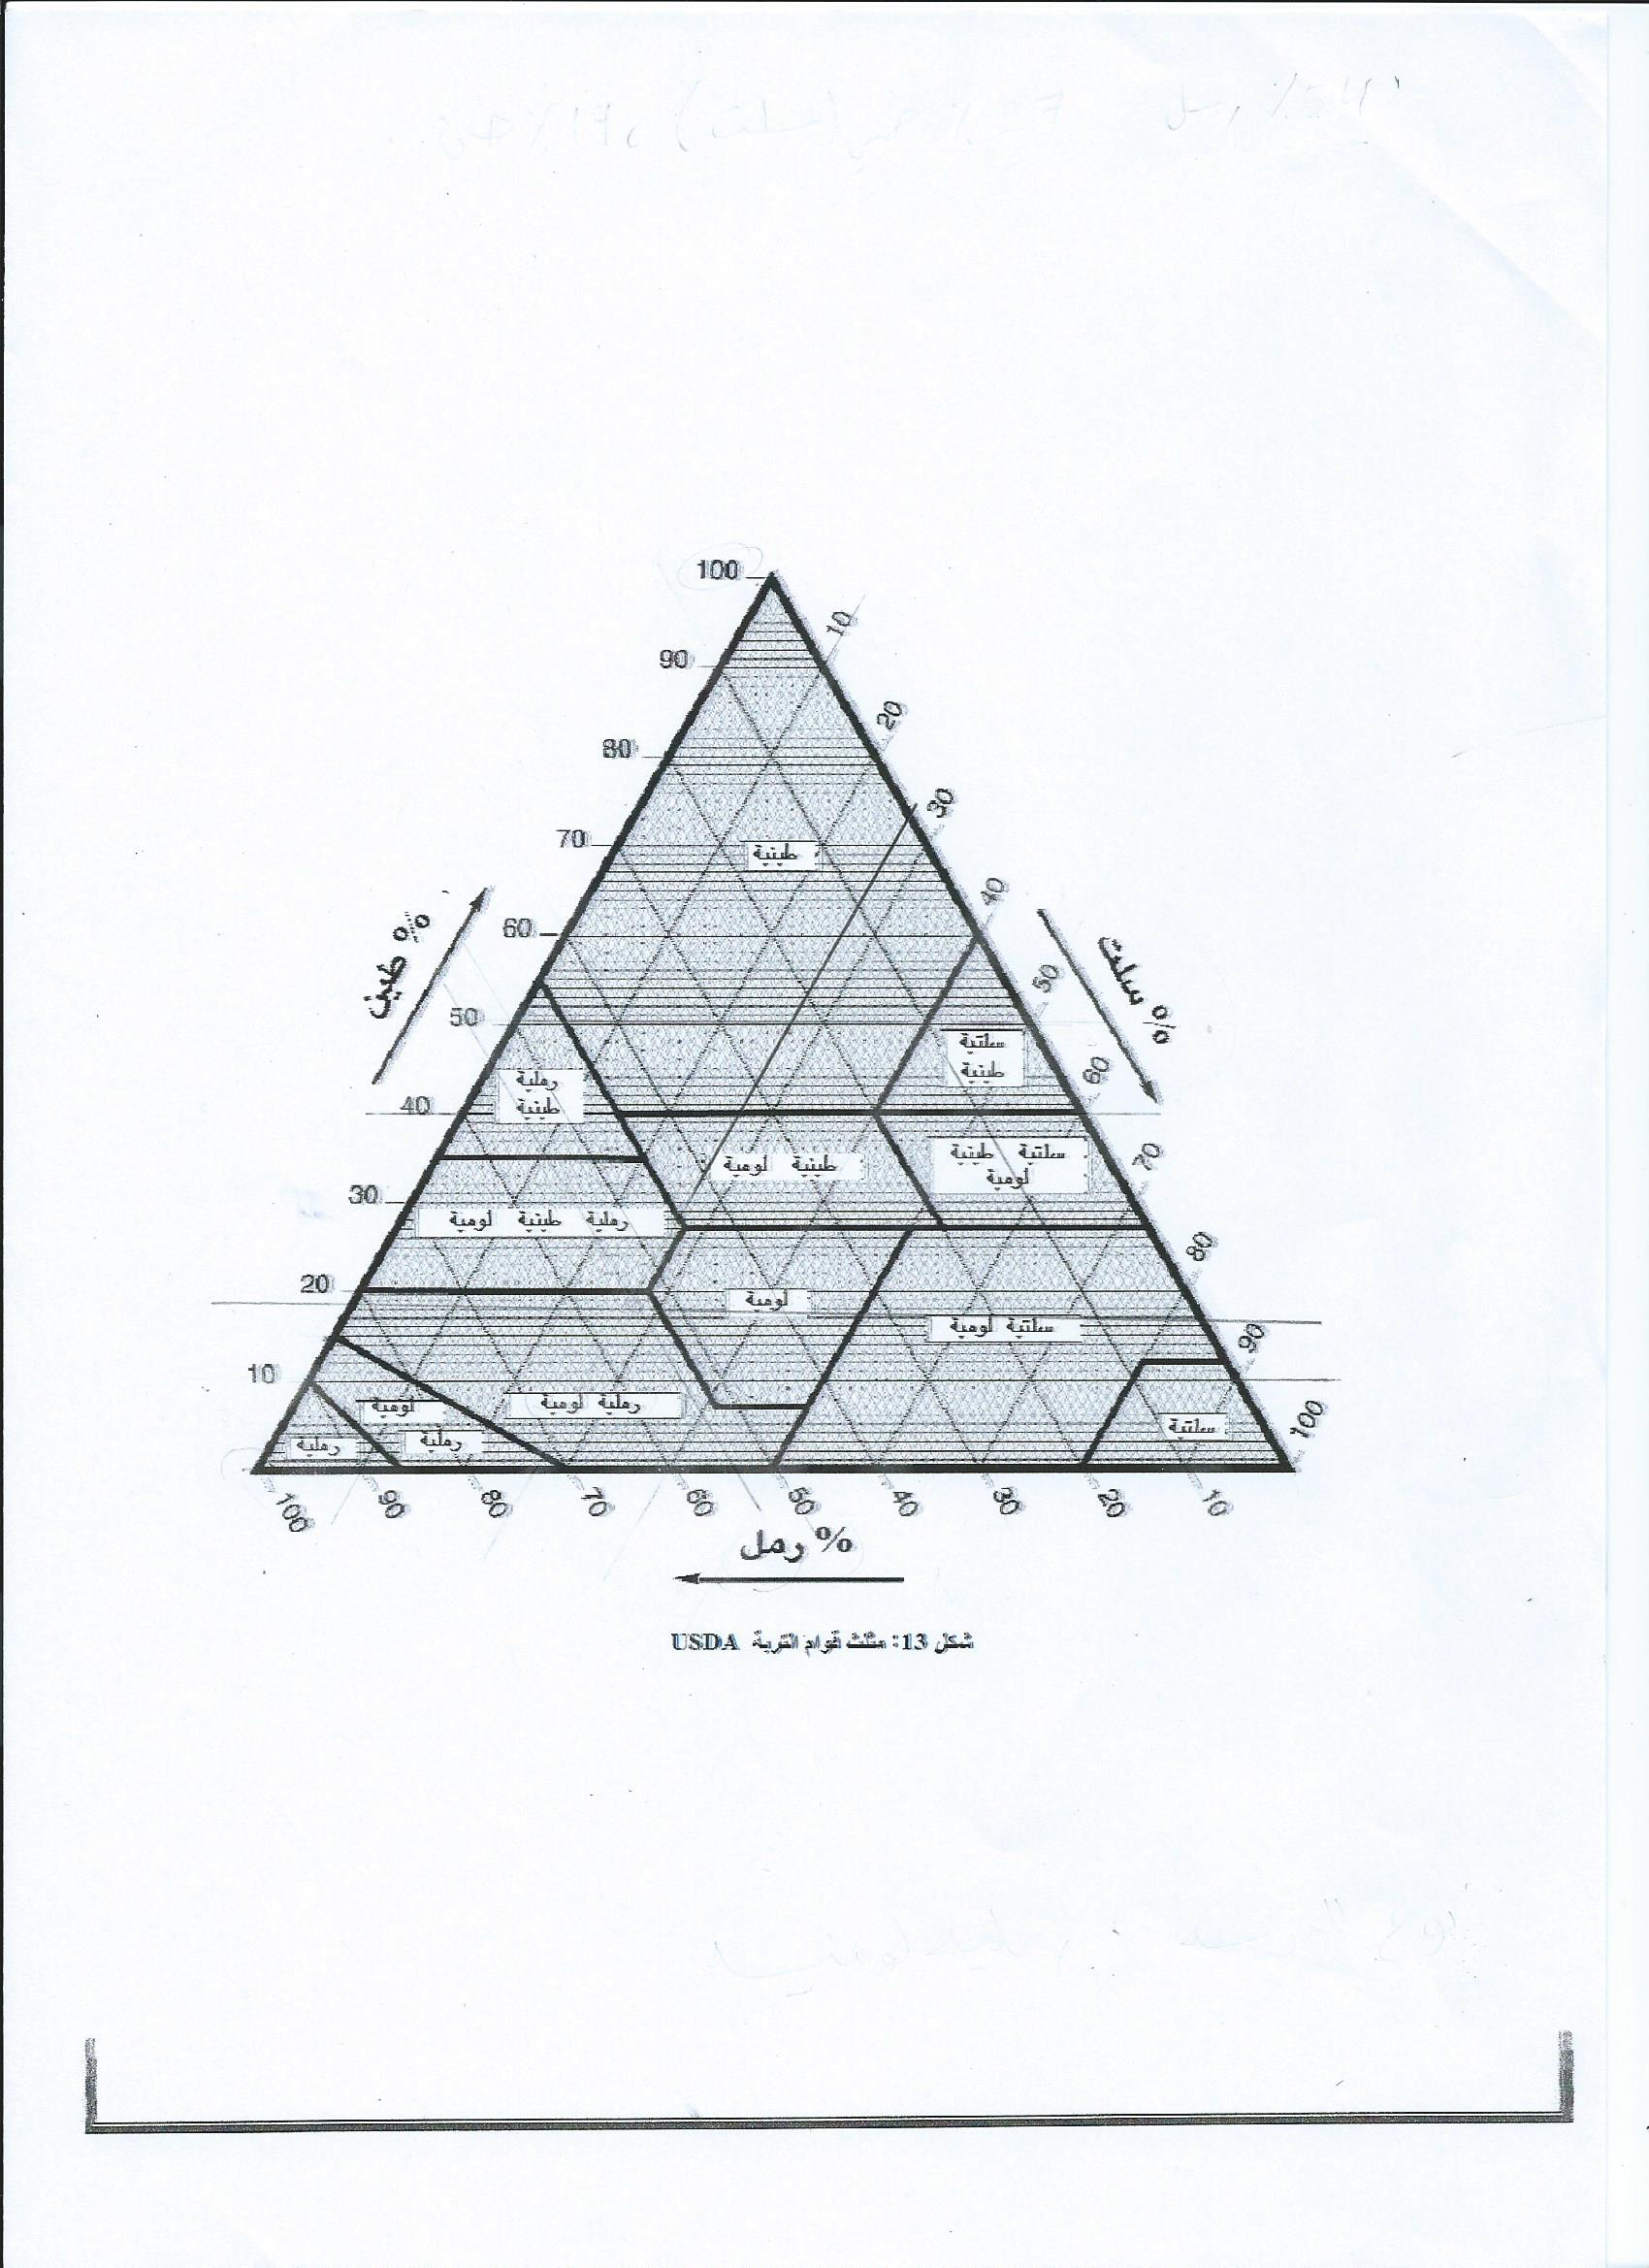 100
90
80
70
60
50
40
30
20
10
% طين
10
20
30
40
50
60
70
80
90
100
% سلت
طينية
سلتية
طينية
رملية
طينية
طينية لومية
سلتية طينية
لومية
رملية طينية لومية
لومية
سلتية لومية
لومية
رملية
رملية لومية
رملية
سلتية
100 90 80 70 60 50 40 30 20 10
% رمل
شكل 13: مثلث قوام التربة USDA